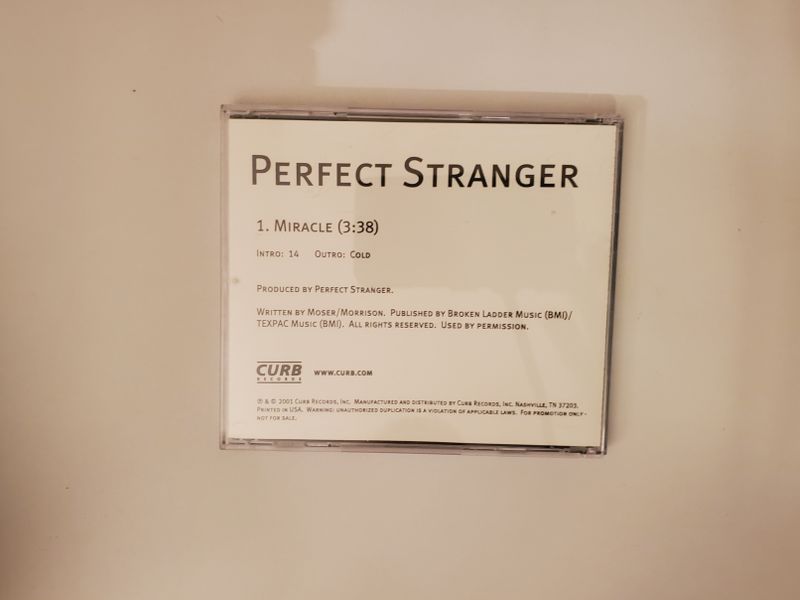 PERFECT STRANGER
1. MIRACLE (3:38)
INTRO: 14 OUTRO: COLD
PRODUCED BY PERFECT STRANGER.
WRITTEN BY MOSER/MORRISON. PUBLISHED BY BROKEN LADDER MUSIC (BMI)/
TEXPAC MUSIC (BMI). ALL RIGHTS RESERVED. USED BY PERMISSION.
CURB
RECORDS
WWW.CURB.COM
℗ & © 2001 CURB RECORDS, INC. MANUFACTURED AND DISTRIBUTED BY CURB RECORDS, INC. NASHVILLE, TN 37203.
PRINTED IN USA. WARNING: UNAUTHORIZED DUPLICATION IS A VIOLATION OF APPLICABLE LAWS. FOR PROMOTION ONLY-
NOT FOR SALE.